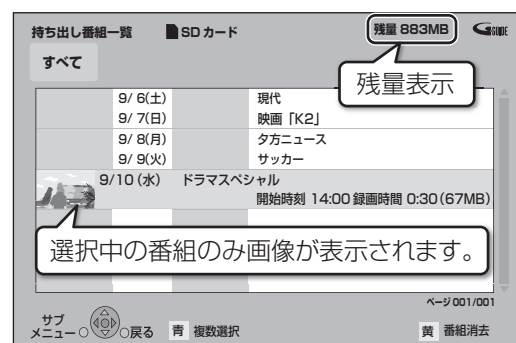 持ち出し番組一覧 SDカード 残量 883MB GGUIDE
すべて
残量表示
9/ 6(土) 現代
9/ 7(日) 映画「K2」
9/ 8(月) 夕方ニュース
9/ 9(火) サッカー
9/10(水) ドラマスペシャル
開始時刻 14:00 録画時間 0:30(67MB)
選択中の番組のみ画像が表示されます。
ページ 001/001
サブ
メニュー 戻る 青 複数選択 黄 番組消去